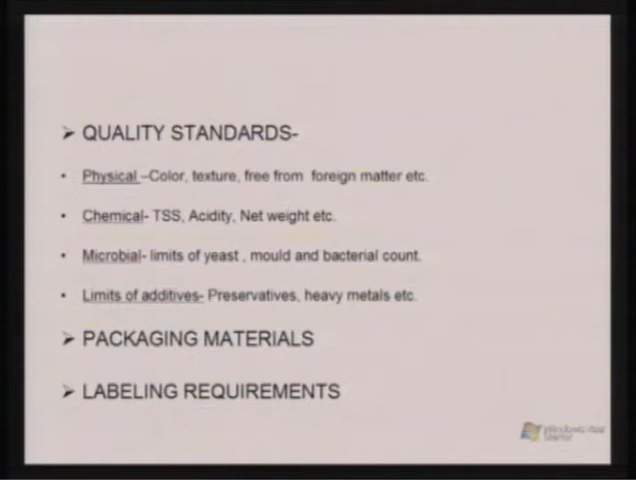 ➢ QUALITY STANDARDS-
• Physical –Color, texture, free from foreign matter etc.
• Chemical- TSS, Acidity, Net weight etc.
• Microbial- limits of yeast , mould and bacterial count.
• Limits of additives- Preservatives, heavy metals etc.
➢ PACKAGING MATERIALS
➢ LABELING REQUIREMENTS